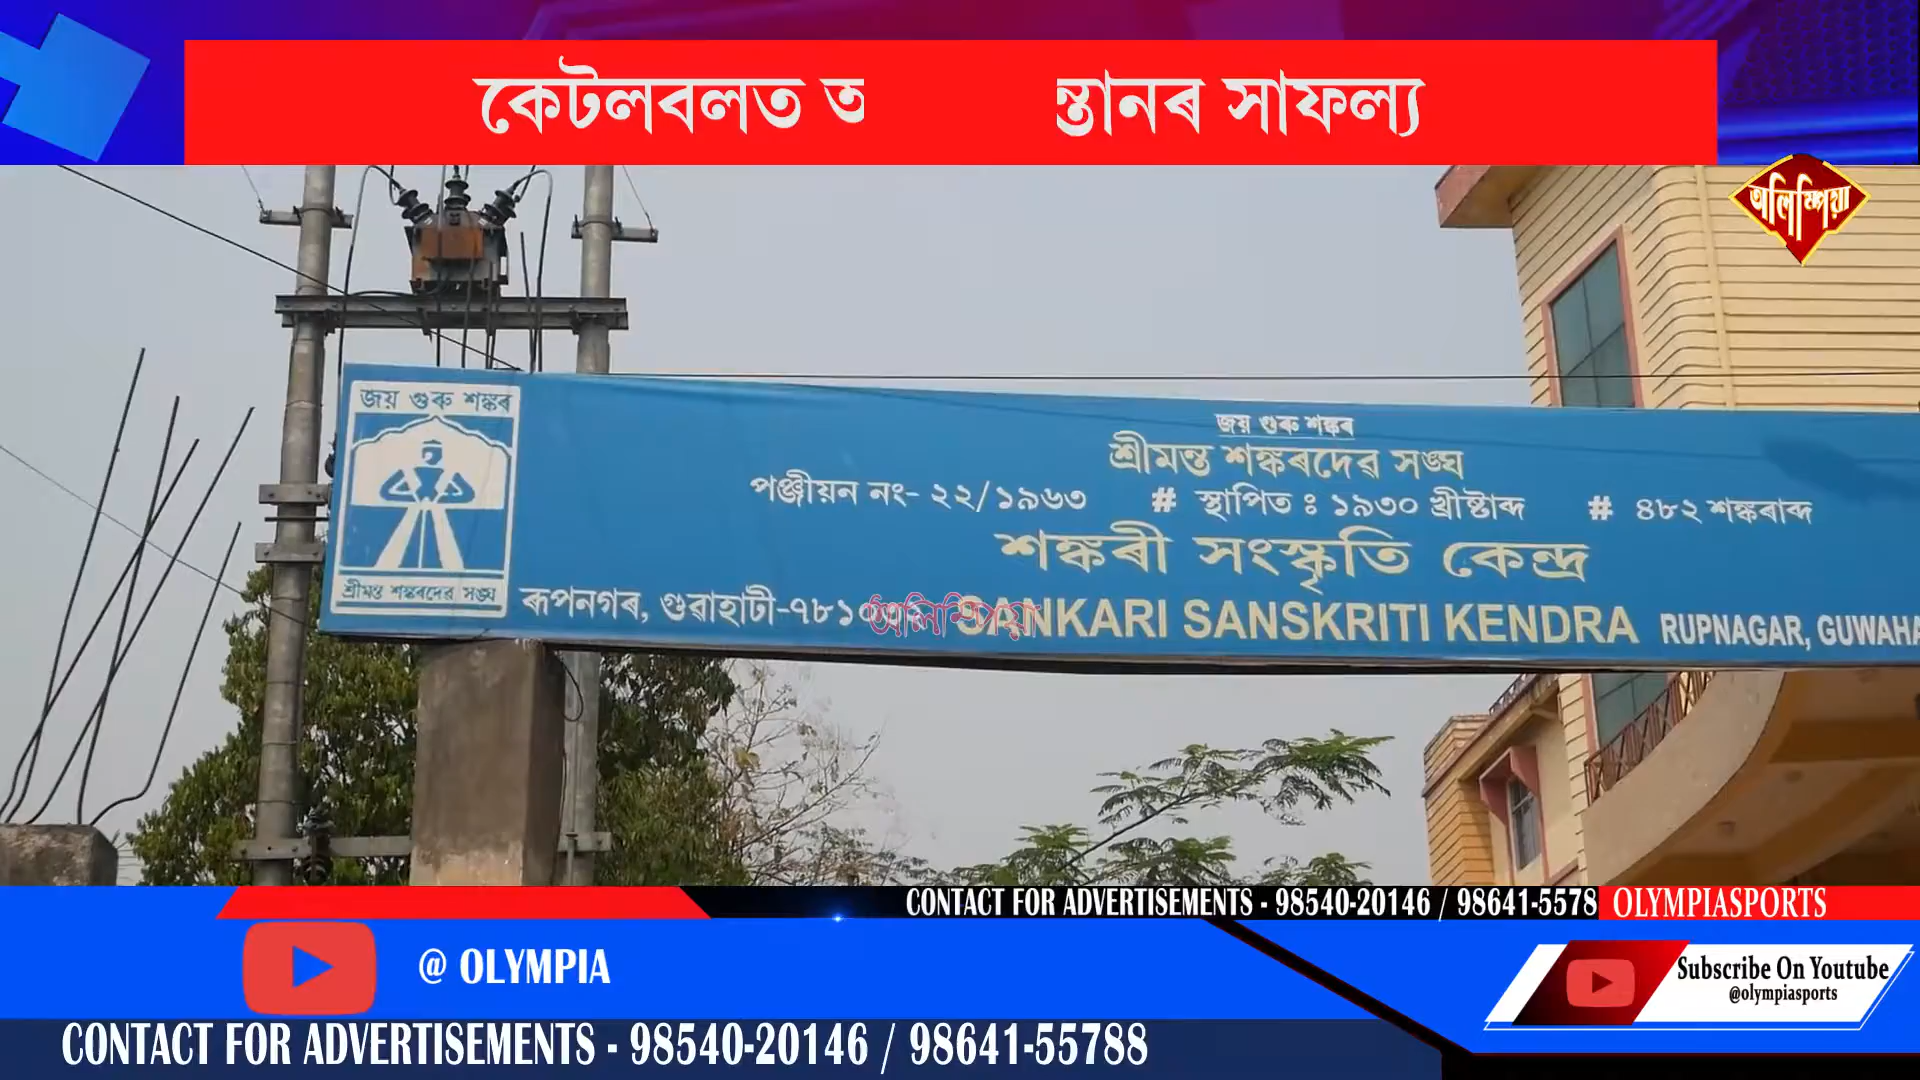 কেটলবলত অ ন্তানৰ সাফল্য
অলিম্পিয়া
জয় গুৰু শঙ্কৰ
শ্ৰীমন্ত শঙ্কৰদেৱ সঙ্ঘ
জয় গুৰু শঙ্কৰ
শ্ৰীমন্ত শঙ্কৰদেৱ সঙ্ঘ
পঞ্জীয়ন নং- ২২/১৯৬৩ # স্থাপিত ঃ ১৯৩০ খ্ৰীষ্টাব্দ # ৪৮২ শঙ্কৰাব্দ
শঙ্কৰী সংস্কৃতি কেন্দ্ৰ
ৰূপনগৰ, গুৱাহাটী-৭৮১০৩২ SANKARI SANSKRITI KENDRA RUPNAGAR, GUWAHA
অলিম্পিয়া
CONTACT FOR ADVERTISEMENTS - 98540-20146 / 98641-5578 OLYMPIASPORTS
@ OLYMPIA
Subscribe On Youtube
@olympiasports
CONTACT FOR ADVERTISEMENTS - 98540-20146 / 98641-55788